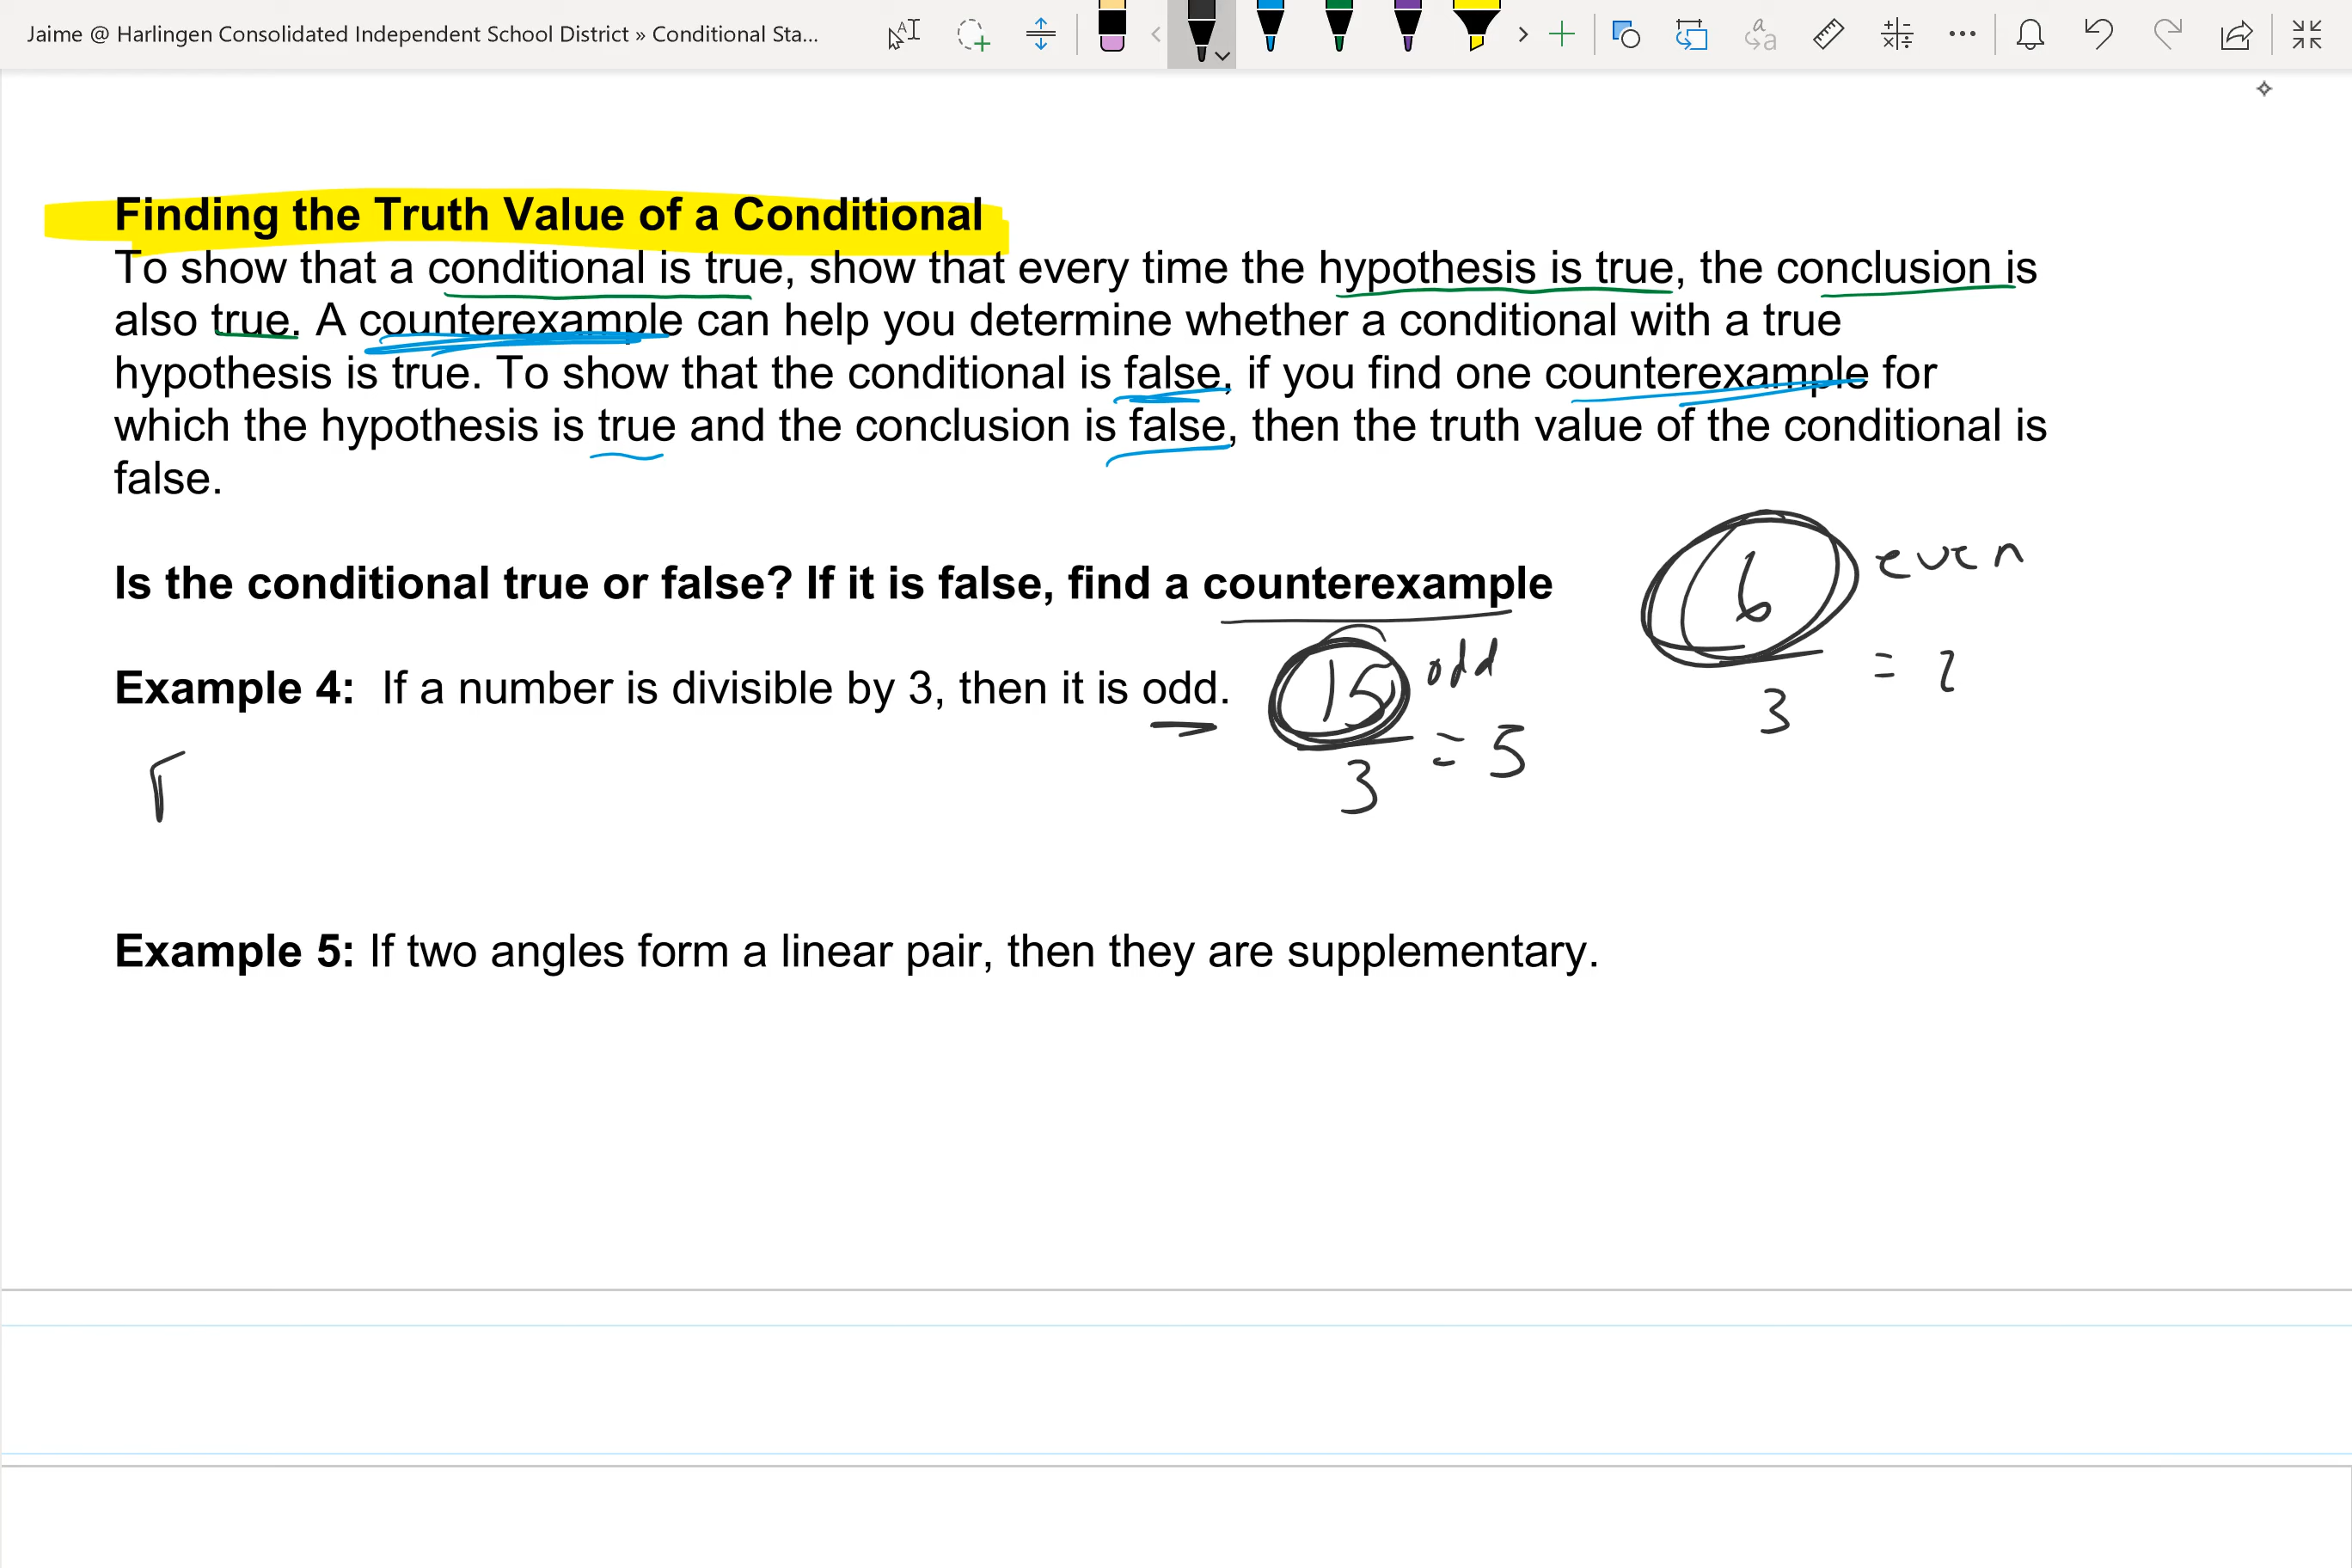 Jaime @ Harlingen Consolidated Independent School District » Conditional Sta...
Finding the Truth Value of a Conditional
To show that a conditional is true, show that every time the hypothesis is true, the conclusion is
also true. A counterexample can help you determine whether a conditional with a true
hypothesis is true. To show that the conditional is false, if you find one counterexample for
which the hypothesis is true and the conclusion is false, then the truth value of the conditional is
false.
Is the conditional true or false? If it is false, find a counterexample
6 even
3 = 2
Example 4: If a number is divisible by 3, then it is odd.
15 odd
3 = 5
Example 5: If two angles form a linear pair, then they are supplementary.